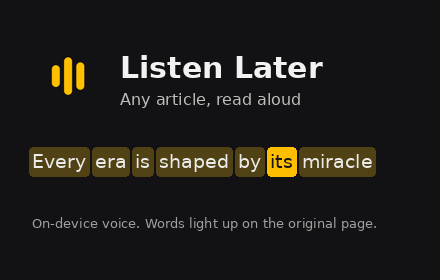 Listen Later
Any article, read aloud
Every era is shaped by its miracle
On-device voice. Words light up on the original page.